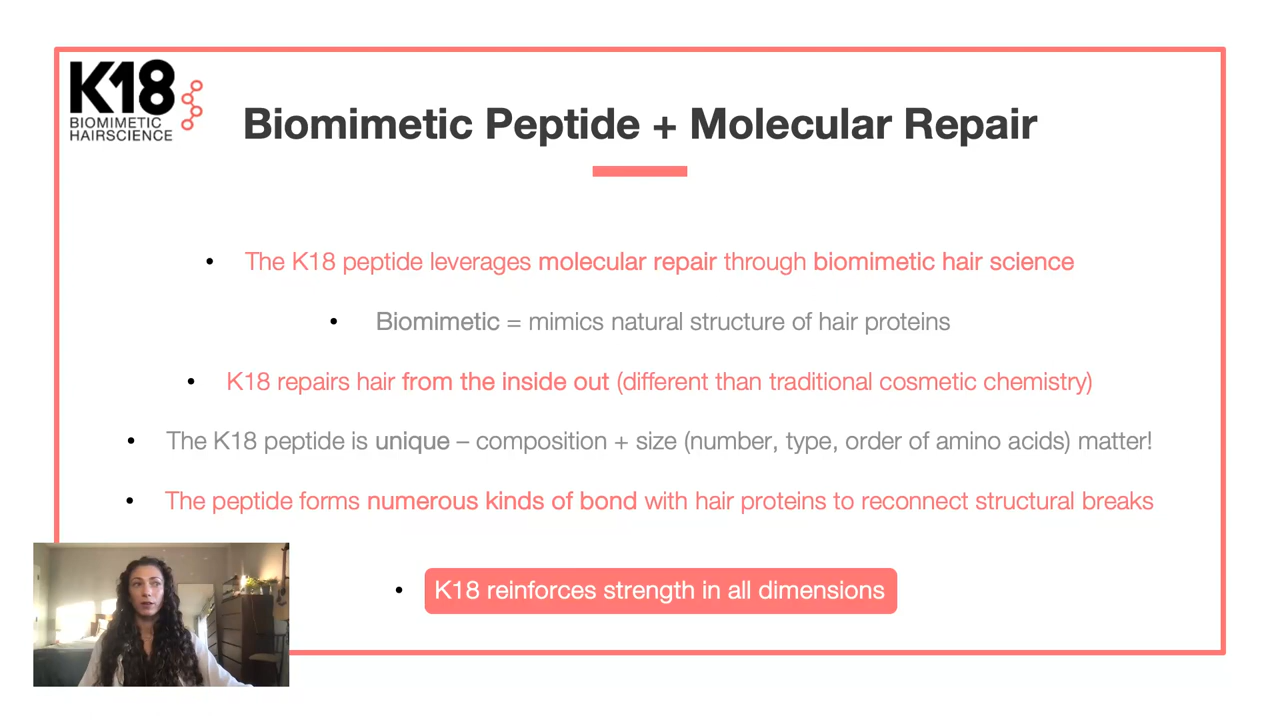 K18
BIOMIMETIC
HAIRSCIENCE
Biomimetic Peptide + Molecular Repair
• The K18 peptide leverages molecular repair through biomimetic hair science
• Biomimetic = mimics natural structure of hair proteins
• K18 repairs hair from the inside out (different than traditional cosmetic chemistry)
• The K18 peptide is unique – composition + size (number, type, order of amino acids) matter!
• The peptide forms numerous kinds of bond with hair proteins to reconnect structural breaks
• K18 reinforces strength in all dimensions